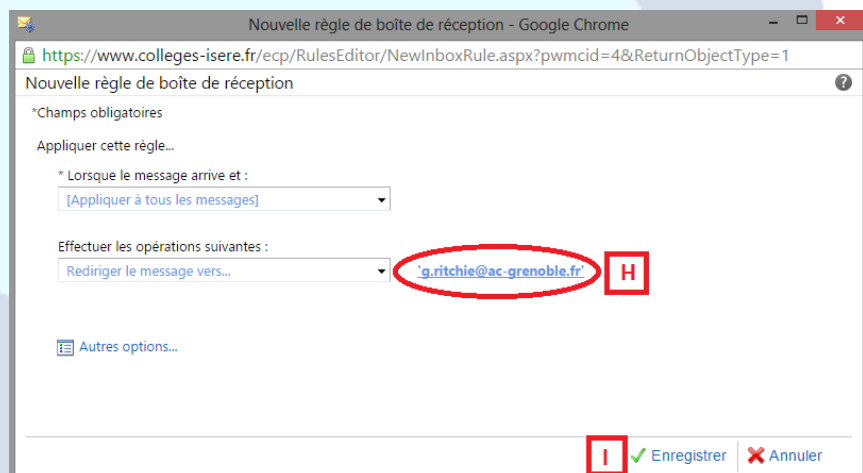 Nouvelle règle de boîte de réception - Google Chrome
https://www.colleges-isere.fr/ecp/RulesEditor/NewInboxRule.aspx?pwmcid=4&ReturnObjectType=1
Nouvelle règle de boîte de réception ?
*Champs obligatoires
Appliquer cette règle...
* Lorsque le message arrive et :
[Appliquer à tous les messages]
Effectuer les opérations suivantes :
Rediriger le message vers... 'g.ritchie@ac-grenoble.fr' H
Autres options...
I Enregistrer Annuler